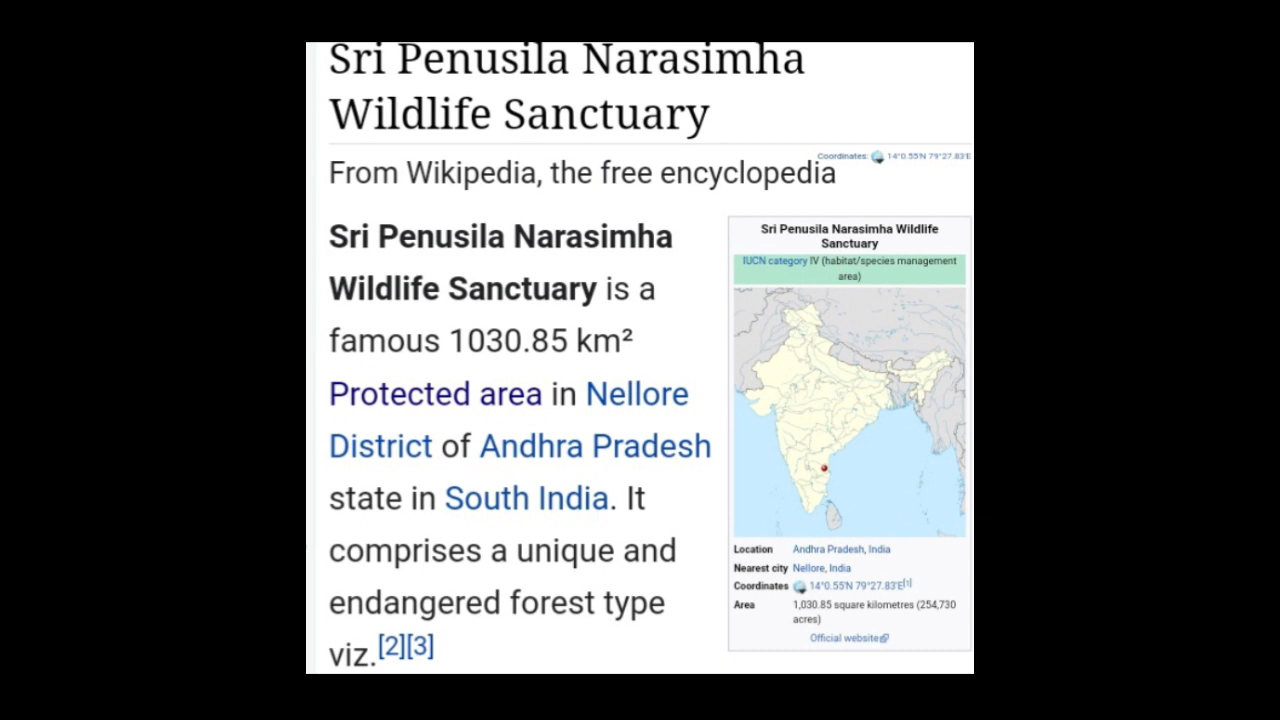 Sri Penusila Narasimha
Wildlife Sanctuary
Coordinates: 14°0.55′N 79°27.83′E
From Wikipedia, the free encyclopedia
Sri Penusila Narasimha
Wildlife Sanctuary is a
famous 1030.85 km²
Protected area in Nellore
District of Andhra Pradesh
state in South India. It
comprises a unique and
endangered forest type
viz.[2][3]
Sri Penusila Narasimha Wildlife
Sanctuary
IUCN category IV (habitat/species management
area)
Location Andhra Pradesh, India
Nearest city Nellore, India
Coordinates 14°0.55′N 79°27.83′E[1]
Area 1,030.85 square kilometres (254,730
acres)
Official website